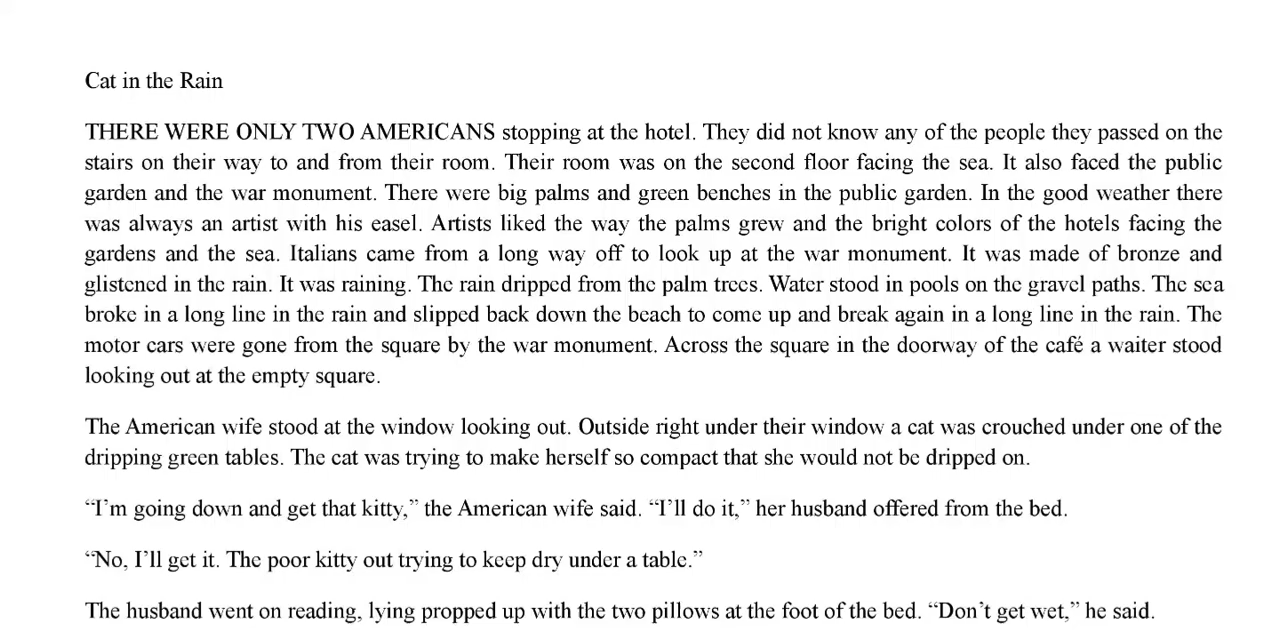 Cat in the Rain
THERE WERE ONLY TWO AMERICANS stopping at the hotel. They did not know any of the people they passed on the
stairs on their way to and from their room. Their room was on the second floor facing the sea. It also faced the public
garden and the war monument. There were big palms and green benches in the public garden. In the good weather there
was always an artist with his easel. Artists liked the way the palms grew and the bright colors of the hotels facing the
gardens and the sea. Italians came from a long way off to look up at the war monument. It was made of bronze and
glistened in the rain. It was raining. The rain dripped from the palm trees. Water stood in pools on the gravel paths. The sea
broke in a long line in the rain and slipped back down the beach to come up and break again in a long line in the rain. The
motor cars were gone from the square by the war monument. Across the square in the doorway of the café a waiter stood
looking out at the empty square.
The American wife stood at the window looking out. Outside right under their window a cat was crouched under one of the
dripping green tables. The cat was trying to make herself so compact that she would not be dripped on.
“I’m going down and get that kitty,” the American wife said. “I’ll do it,” her husband offered from the bed.
“No, I’ll get it. The poor kitty out trying to keep dry under a table.”
The husband went on reading, lying propped up with the two pillows at the foot of the bed. “Don’t get wet,” he said.